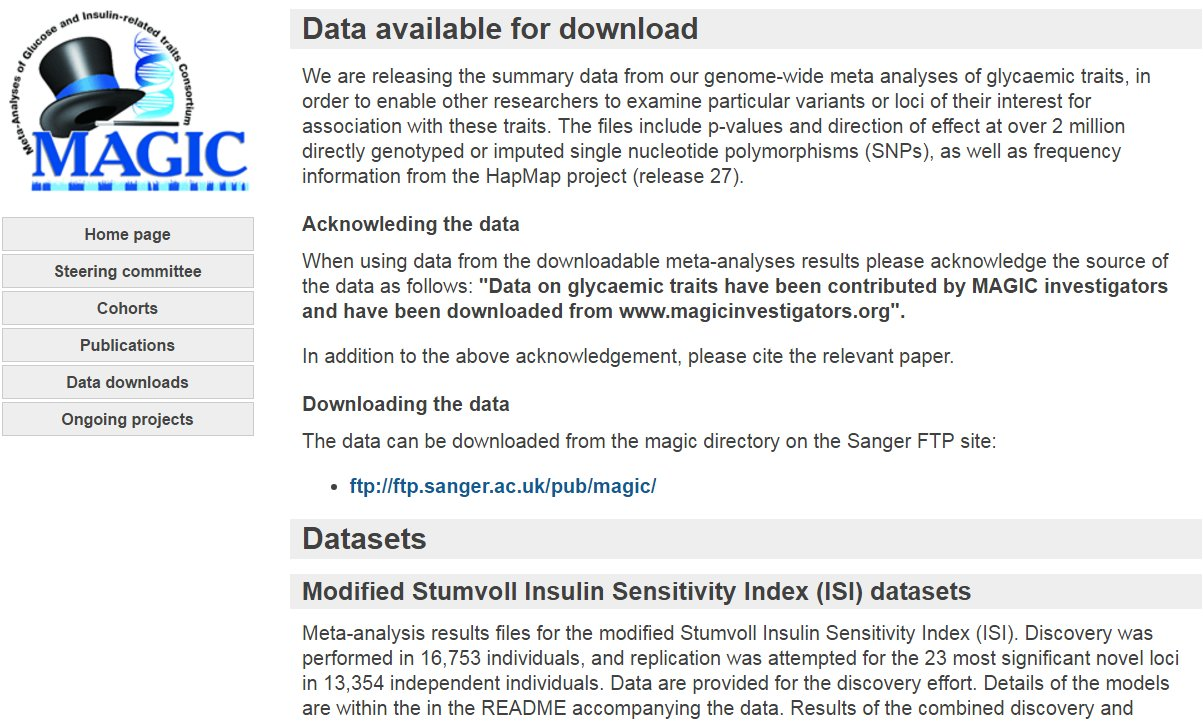 Meta-Analyses of Glucose and Insulin-related traits Consortium
MAGIC
Home page
Steering committee
Cohorts
Publications
Data downloads
Ongoing projects
Data available for download
We are releasing the summary data from our genome-wide meta analyses of glycaemic traits, in
order to enable other researchers to examine particular variants or loci of their interest for
association with these traits. The files include p-values and direction of effect at over 2 million
directly genotyped or imputed single nucleotide polymorphisms (SNPs), as well as frequency
information from the HapMap project (release 27).
Acknowleding the data
When using data from the downloadable meta-analyses results please acknowledge the source of
the data as follows: "Data on glycaemic traits have been contributed by MAGIC investigators
and have been downloaded from www.magicinvestigators.org".
In addition to the above acknowledgement, please cite the relevant paper.
Downloading the data
The data can be downloaded from the magic directory on the Sanger FTP site:
• ftp://ftp.sanger.ac.uk/pub/magic/
Datasets
Modified Stumvoll Insulin Sensitivity Index (ISI) datasets
Meta-analysis results files for the modified Stumvoll Insulin Sensitivity Index (ISI). Discovery was
performed in 16,753 individuals, and replication was attempted for the 23 most significant novel loci
in 13,354 independent individuals. Data are provided for the discovery effort. Details of the models
are within the in the README accompanying the data. Results of the combined discovery and